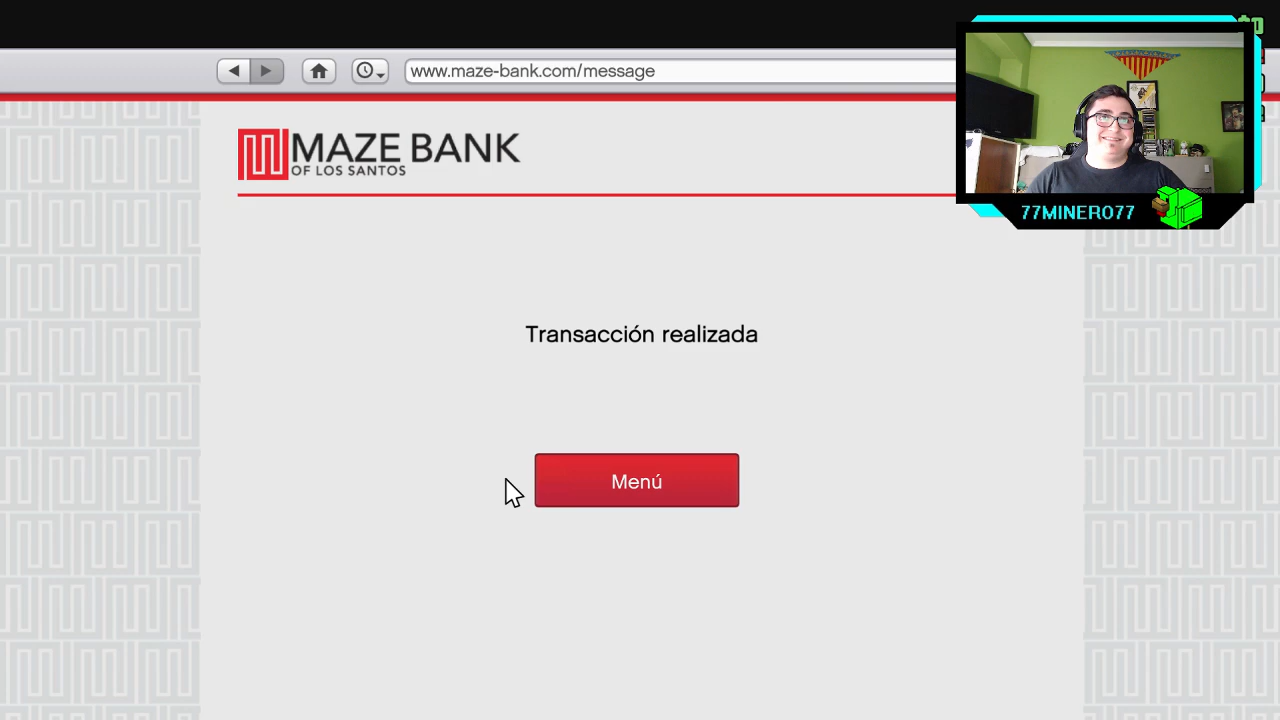 www.maze-bank.com/message
MAZE BANK
OF LOS SANTOS
77MINERO77
Transacción realizada
Menú